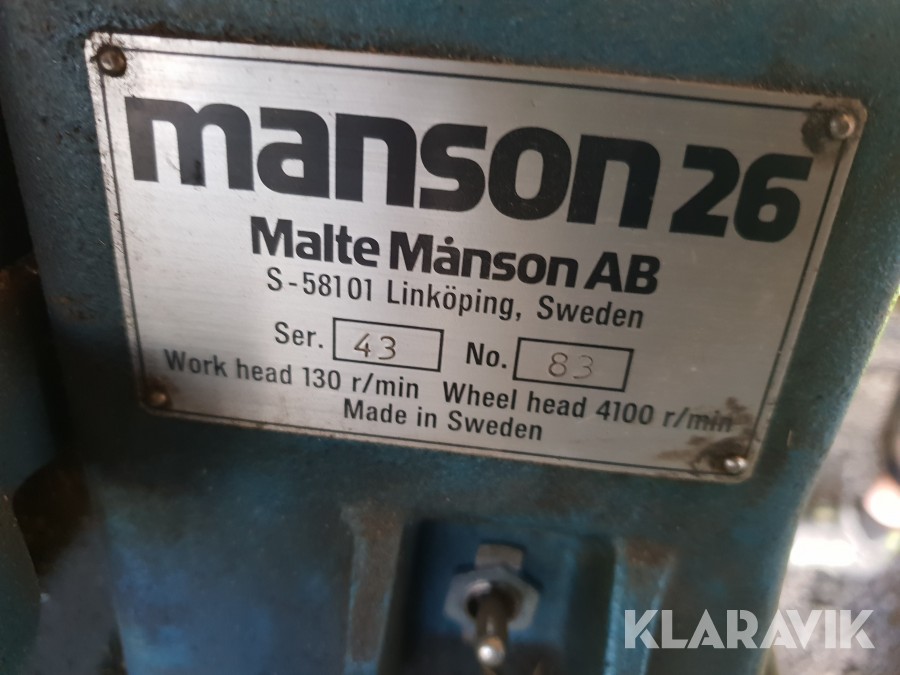 manson 26
Malte Månson AB
S-58101 Linköping, Sweden
Ser. 43 No. 83
Work head 130 r/min Wheel head 4100 r/min
Made in Sweden
KLARAVIK